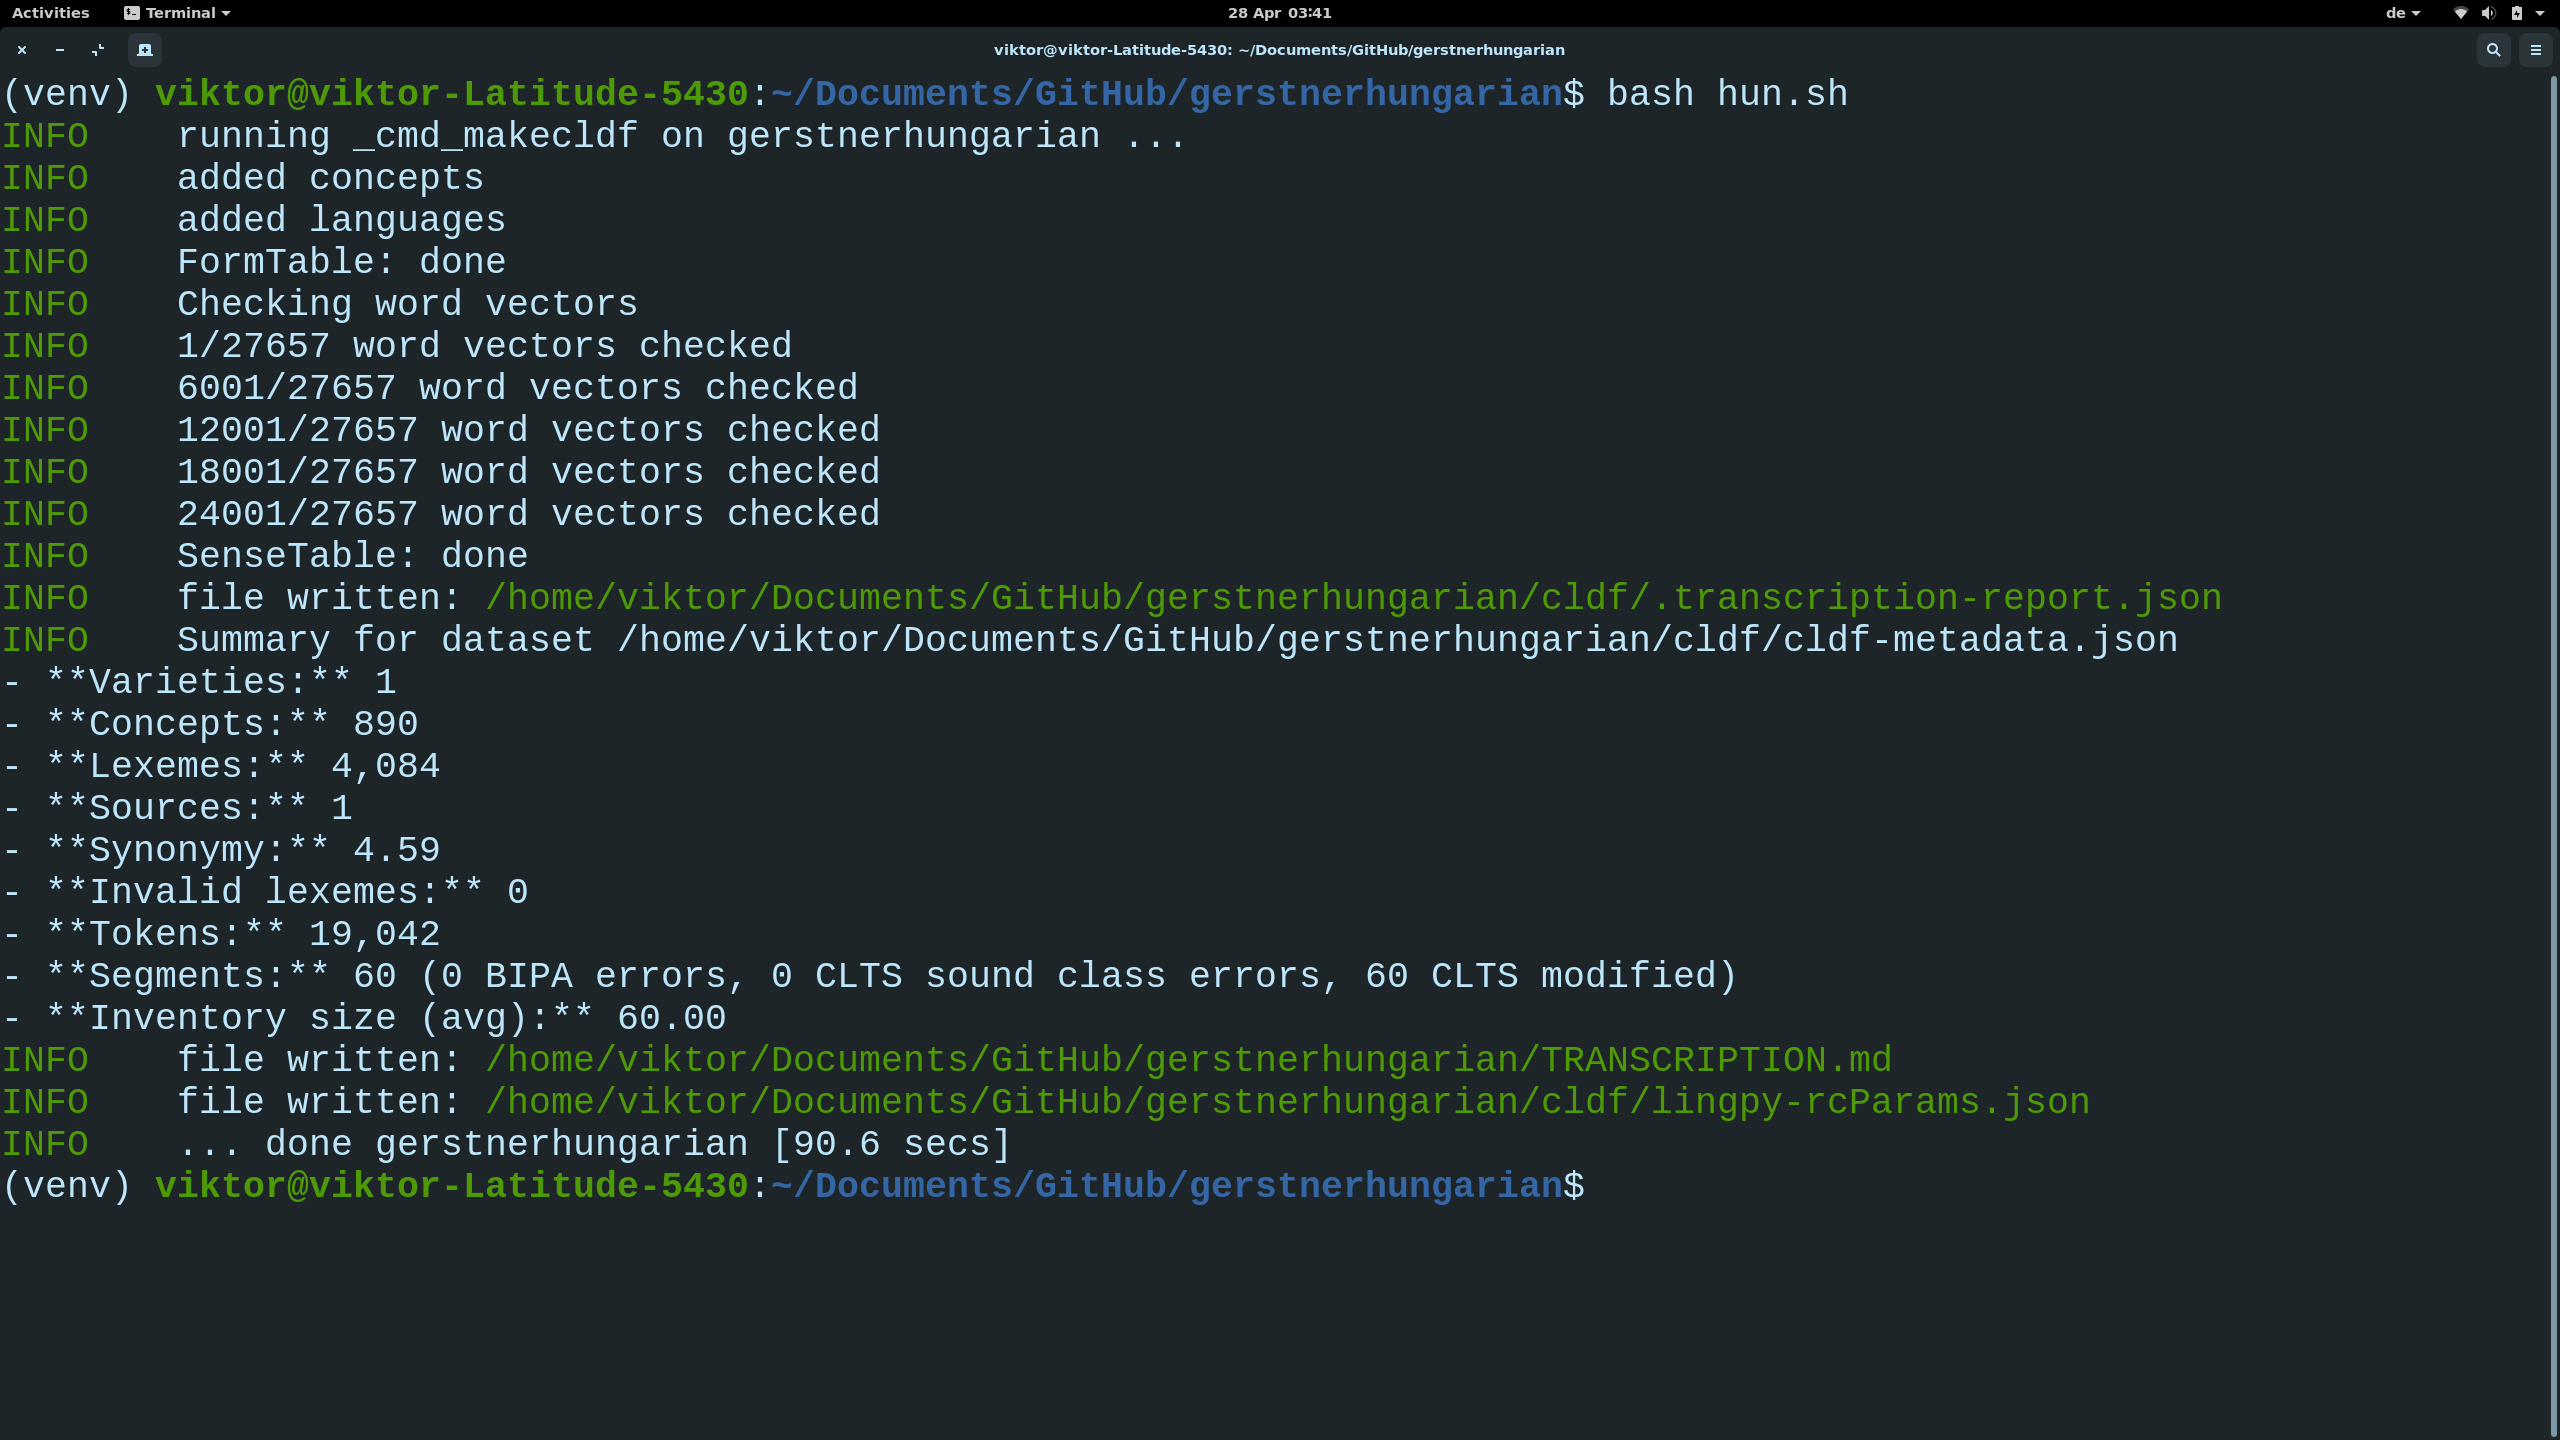 Activities Terminal 28 Apr 03:41 de
viktor@viktor-Latitude-5430: ~/Documents/GitHub/gerstnerhungarian
(venv) viktor@viktor-Latitude-5430:~/Documents/GitHub/gerstnerhungarian$ bash hun.sh
INFO    running _cmd_makecldf on gerstnerhungarian ...
INFO    added concepts
INFO    added languages
INFO    FormTable: done
INFO    Checking word vectors
INFO    1/27657 word vectors checked
INFO    6001/27657 word vectors checked
INFO    12001/27657 word vectors checked
INFO    18001/27657 word vectors checked
INFO    24001/27657 word vectors checked
INFO    SenseTable: done
INFO    file written: /home/viktor/Documents/GitHub/gerstnerhungarian/cldf/.transcription-report.json
INFO    Summary for dataset /home/viktor/Documents/GitHub/gerstnerhungarian/cldf/cldf-metadata.json
- **Varieties:** 1
- **Concepts:** 890
- **Lexemes:** 4,084
- **Sources:** 1
- **Synonymy:** 4.59
- **Invalid lexemes:** 0
- **Tokens:** 19,042
- **Segments:** 60 (0 BIPA errors, 0 CLTS sound class errors, 60 CLTS modified)
- **Inventory size (avg):** 60.00
INFO    file written: /home/viktor/Documents/GitHub/gerstnerhungarian/TRANSCRIPTION.md
INFO    file written: /home/viktor/Documents/GitHub/gerstnerhungarian/cldf/lingpy-rcParams.json
INFO    ... done gerstnerhungarian [90.6 secs]
(venv) viktor@viktor-Latitude-5430:~/Documents/GitHub/gerstnerhungarian$